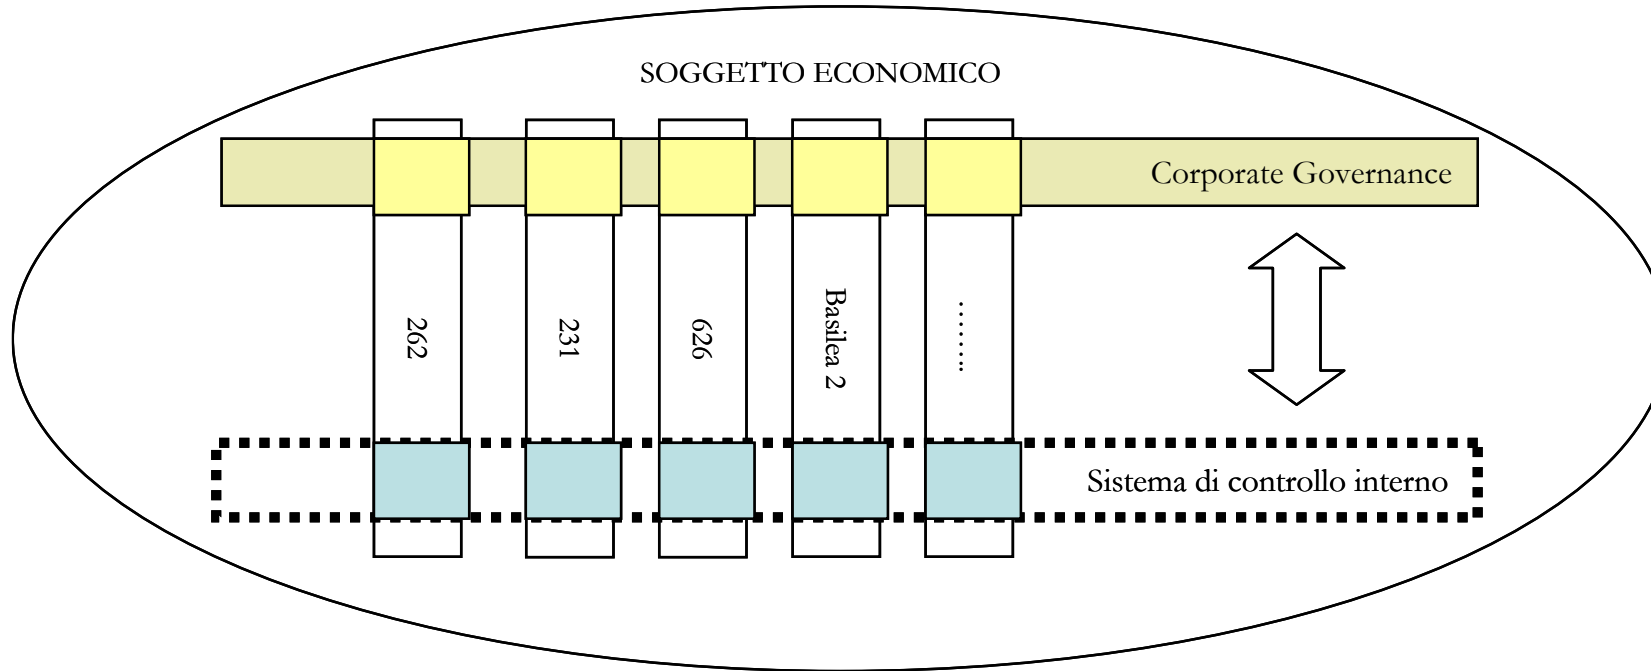 SOGGETTO ECONOMICO
Corporate Governance
262
231
626
Basilea 2
........
Sistema di controllo interno